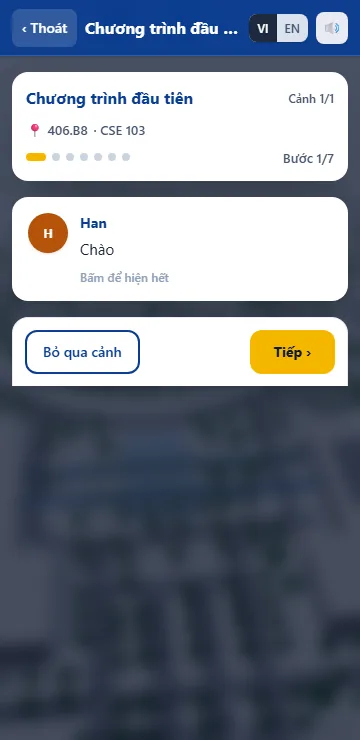 ‹ Thoát Chương trình đầu ... VI EN
Chương trình đầu tiên Cảnh 1/1
406.B8 · CSE 103
Bước 1/7
H
Han
Chào
Bấm để hiện hết
Bỏ qua cảnh Tiếp ›